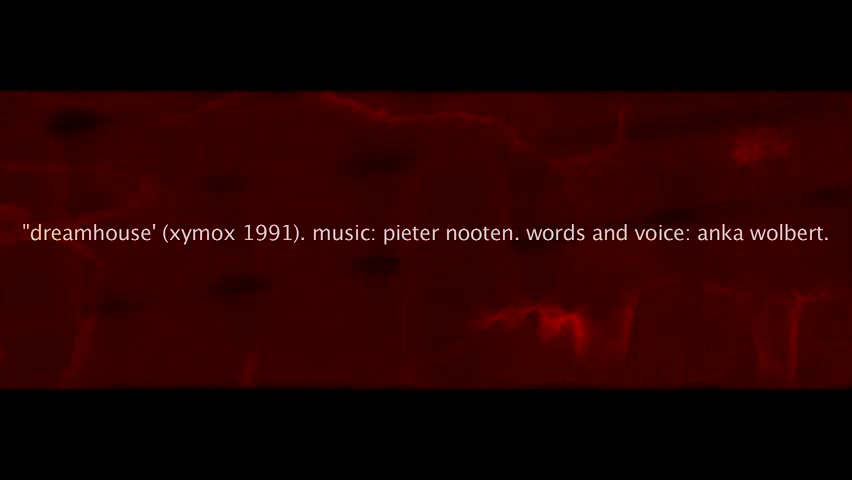 "dreamhouse' (xymox 1991). music: pieter nooten. words and voice: anka wolbert.